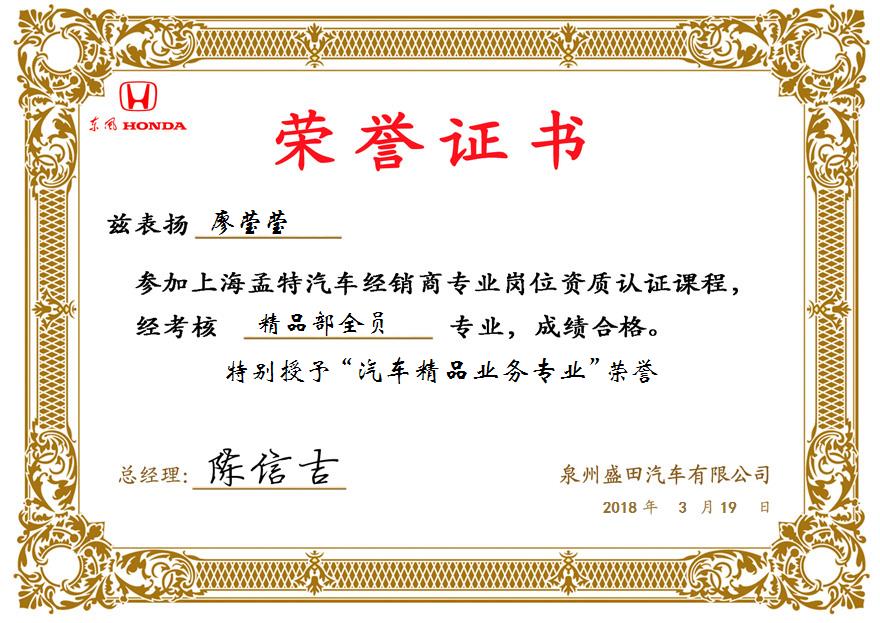 东风 HONDA
荣誉证书
兹表扬 廖莹莹
参加上海孟特汽车经销商专业岗位资质认证课程，
经考核 精品部全员 专业，成绩合格。
特别授予“汽车精品业务专业”荣誉
总经理: 陈信吉
泉州盛田汽车有限公司
2018 年 3 月 19 日